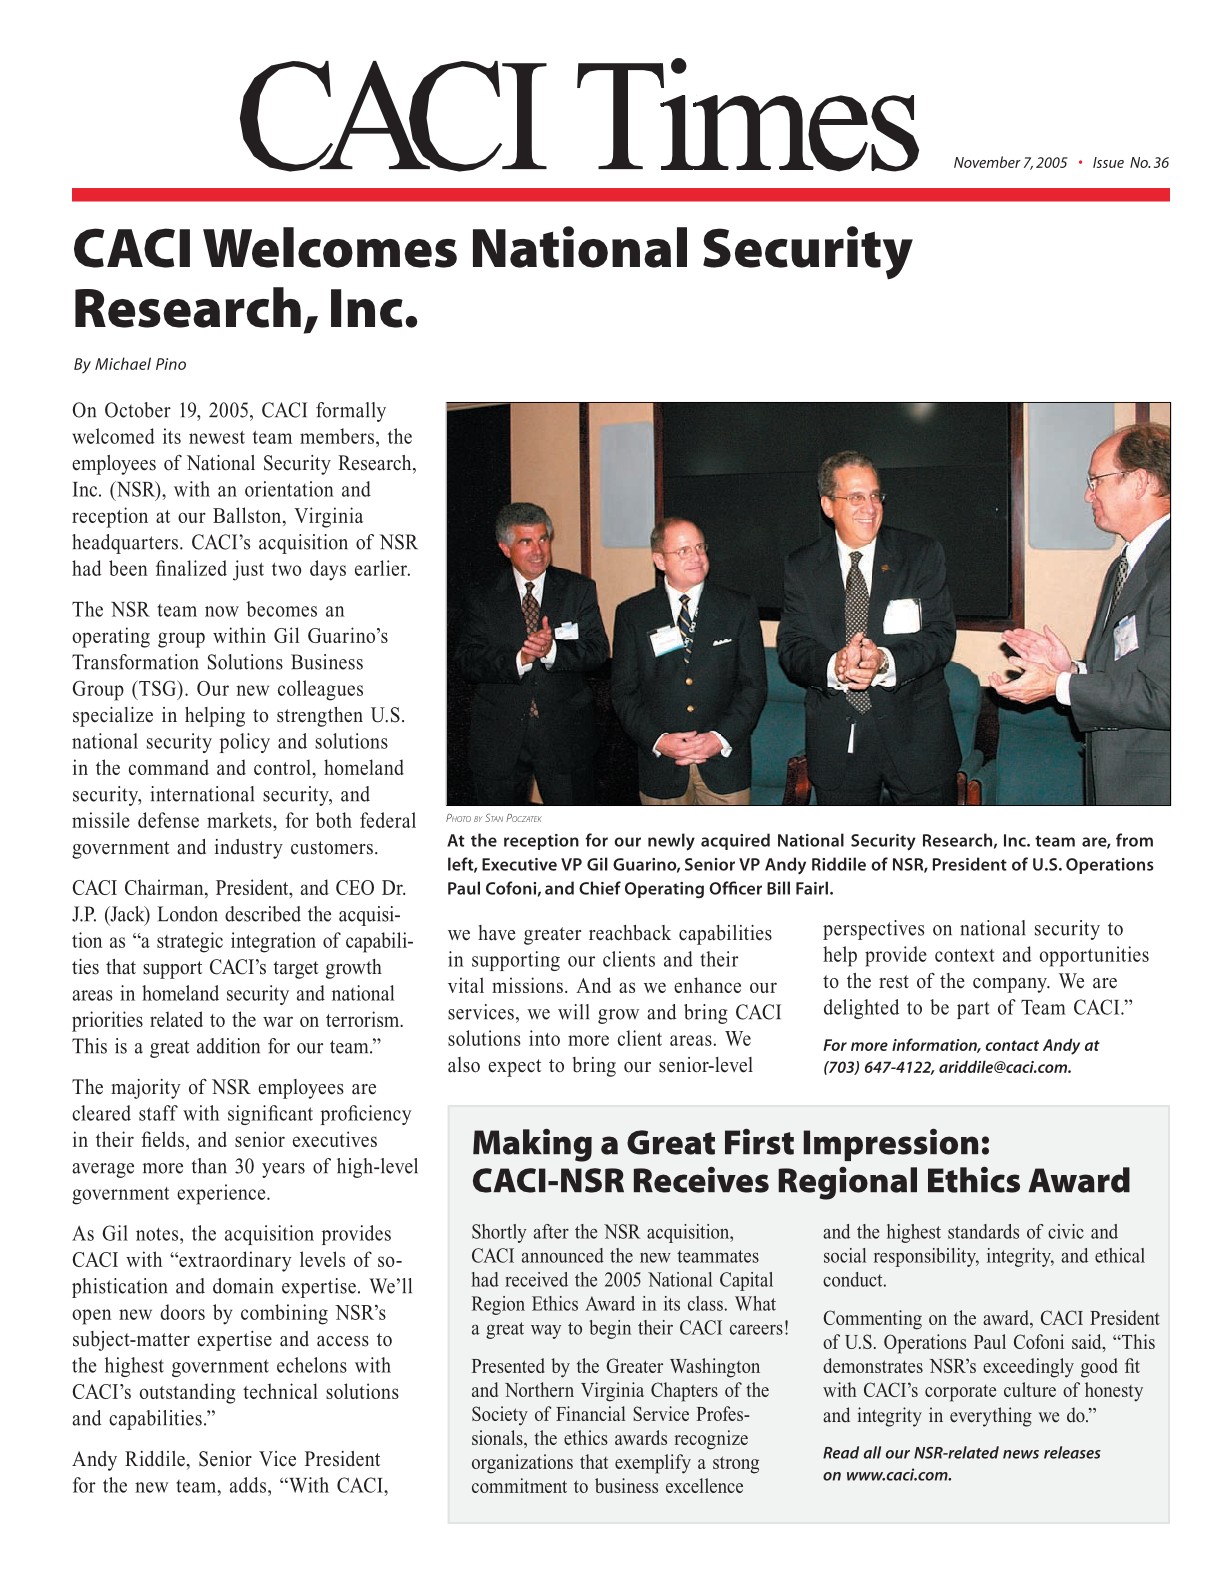 CACI Times
November 7, 2005 • Issue No. 36
CACI Welcomes National Security
Research, Inc.
By Michael Pino
On October 19, 2005, CACI formally
welcomed its newest team members, the
employees of National Security Research,
Inc. (NSR), with an orientation and
reception at our Ballston, Virginia
headquarters. CACI’s acquisition of NSR
had been finalized just two days earlier.
The NSR team now becomes an
operating group within Gil Guarino’s
Transformation Solutions Business
Group (TSG). Our new colleagues
specialize in helping to strengthen U.S.
national security policy and solutions
in the command and control, homeland
security, international security, and
missile defense markets, for both federal
government and industry customers.
CACI Chairman, President, and CEO Dr.
J.P. (Jack) London described the acquisi-
tion as “a strategic integration of capabili-
ties that support CACI’s target growth
areas in homeland security and national
priorities related to the war on terrorism.
This is a great addition for our team.”
The majority of NSR employees are
cleared staff with significant proficiency
in their fields, and senior executives
average more than 30 years of high-level
government experience.
As Gil notes, the acquisition provides
CACI with “extraordinary levels of so-
phistication and domain expertise. We’ll
open new doors by combining NSR’s
subject-matter expertise and access to
the highest government echelons with
CACI’s outstanding technical solutions
and capabilities.”
Andy Riddile, Senior Vice President
for the new team, adds, “With CACI,
Photo by Stan Poczatek
At the reception for our newly acquired National Security Research, Inc. team are, from
left, Executive VP Gil Guarino, Senior VP Andy Riddile of NSR, President of U.S. Operations
Paul Cofoni, and Chief Operating Officer Bill Fairl.
we have greater reachback capabilities
in supporting our clients and their
vital missions. And as we enhance our
services, we will grow and bring CACI
solutions into more client areas. We
also expect to bring our senior-level
perspectives on national security to
help provide context and opportunities
to the rest of the company. We are
delighted to be part of Team CACI.”
For more information, contact Andy at
(703) 647-4122, ariddile@caci.com.
Making a Great First Impression:
CACI-NSR Receives Regional Ethics Award
Shortly after the NSR acquisition,
CACI announced the new teammates
had received the 2005 National Capital
Region Ethics Award in its class. What
a great way to begin their CACI careers!
Presented by the Greater Washington
and Northern Virginia Chapters of the
Society of Financial Service Profes-
sionals, the ethics awards recognize
organizations that exemplify a strong
commitment to business excellence
and the highest standards of civic and
social responsibility, integrity, and ethical
conduct.
Commenting on the award, CACI President
of U.S. Operations Paul Cofoni said, “This
demonstrates NSR’s exceedingly good fit
with CACI’s corporate culture of honesty
and integrity in everything we do.”
Read all our NSR-related news releases
on www.caci.com.